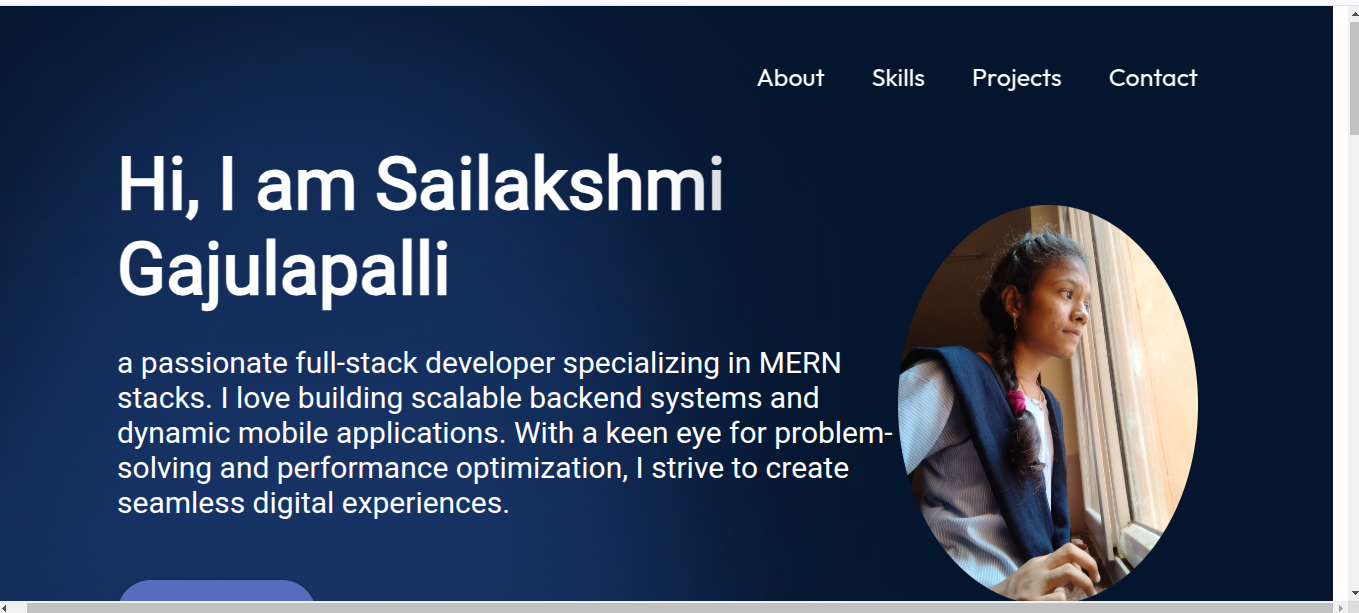 About Skills Projects Contact
Hi, I am Sailakshmi
Gajulapalli
a passionate full-stack developer specializing in MERN
stacks. I love building scalable backend systems and
dynamic mobile applications. With a keen eye for problem-
solving and performance optimization, I strive to create
seamless digital experiences.